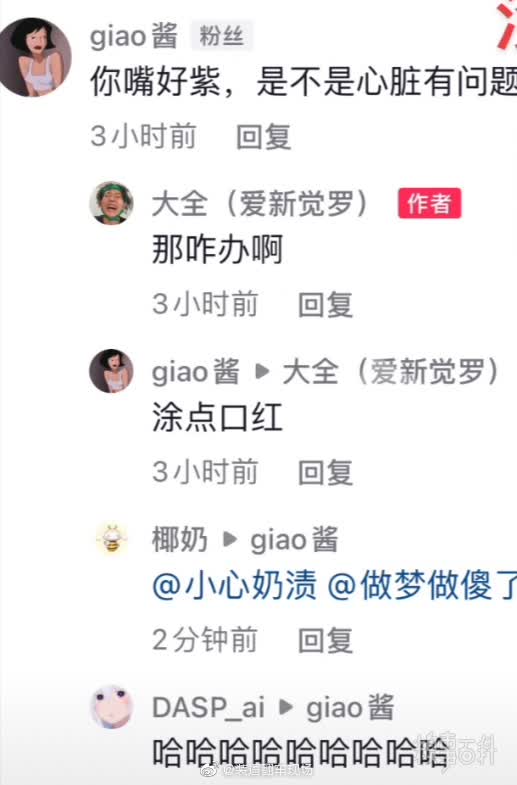 giao酱 粉丝
你嘴好紫，是不是心脏有问题
3小时前 回复
大全（爱新觉罗） 作者
那咋办啊
3小时前 回复
giao酱 ▶ 大全（爱新觉罗）
涂点口红
3小时前 回复
椰奶 ▶ giao酱
@小心奶渍 @做梦做傻了
2分钟前 回复
DASP_ai ▶ giao酱
哈哈哈哈哈哈哈哈哈